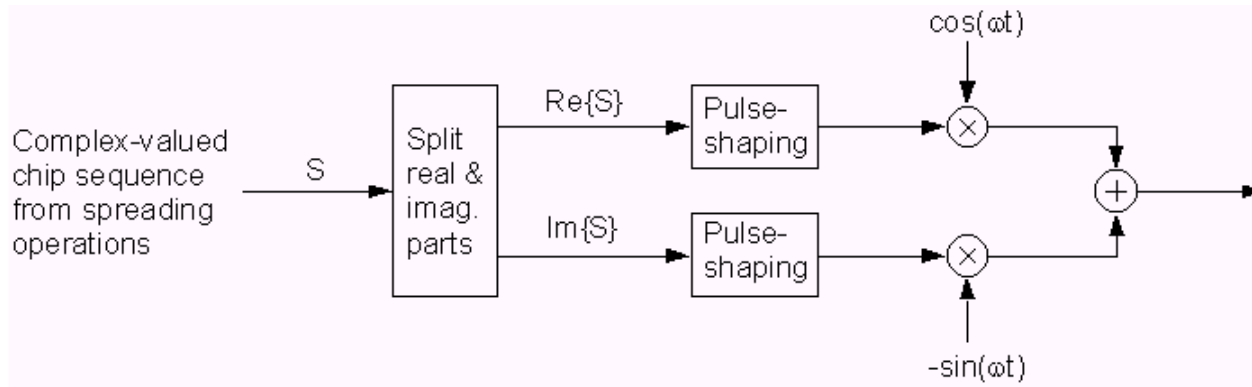 cos(ωt)
Complex-valued
chip sequence
from spreading
operations
S
Split
real &
imag.
parts
Re{S}
Pulse-
shaping
Im{S}
Pulse-
shaping
-sin(ωt)